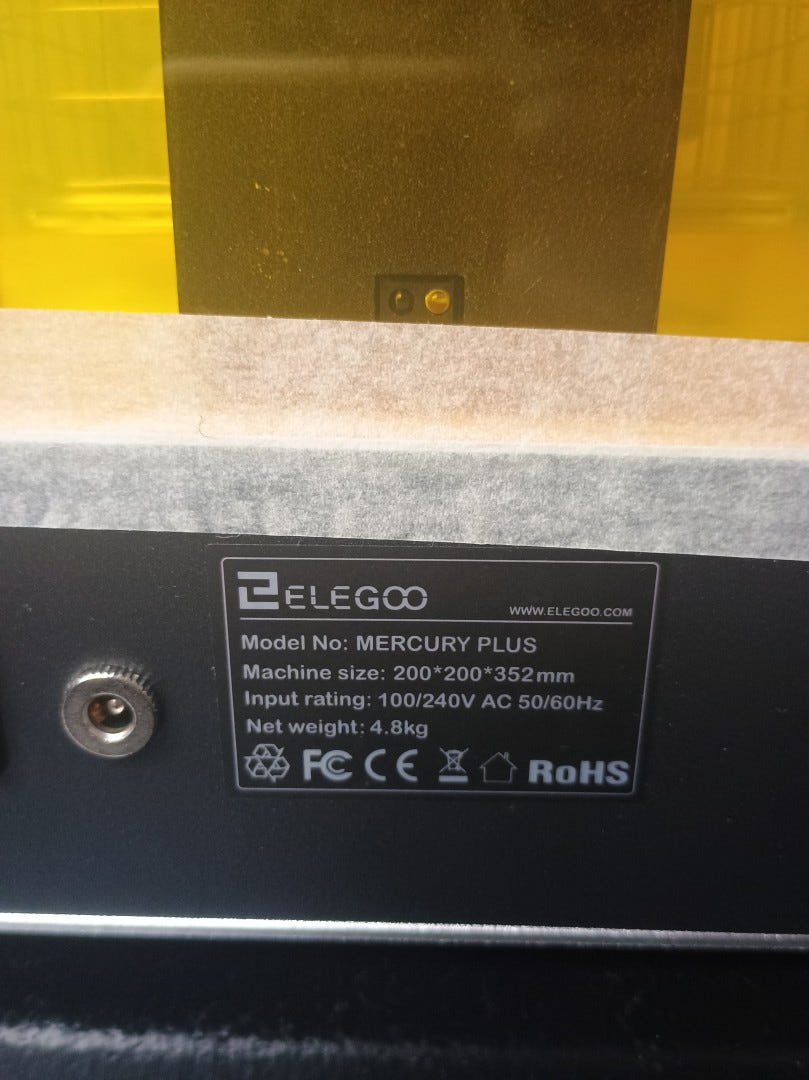 ELEGOO
WWW.ELEGOO.COM
Model No: MERCURY PLUS
Machine size: 200*200*352mm
Input rating: 100/240V AC 50/60Hz
Net weight: 4.8kg
FC CE RoHS